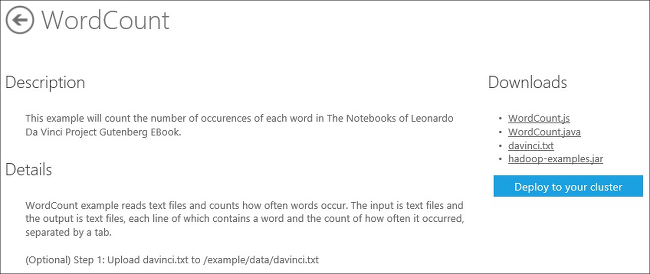 WordCount
Description
This example will count the number of occurences of each word in The Notebooks of Leonardo
Da Vinci Project Gutenberg EBook.
Details
WordCount example reads text files and counts how often words occur. The input is text files and
the output is text files, each line of which contains a word and the count of how often it occurred,
separated by a tab.
(Optional) Step 1: Upload davinci.txt to /example/data/davinci.txt
Downloads
• WordCount.js
• WordCount.java
• davinci.txt
• hadoop-examples.jar
Deploy to your cluster